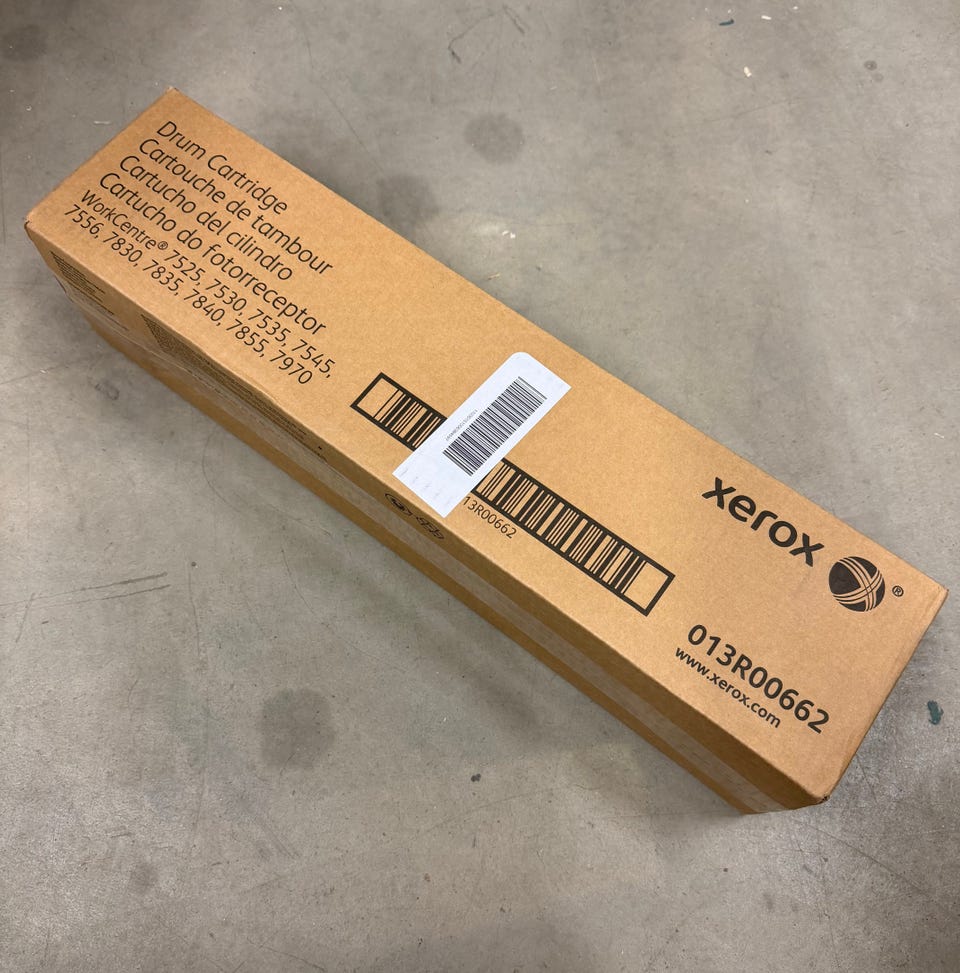 Drum Cartridge
Cartouche de tambour
Cartucho del cilindro
Cartucho do fotorreceptor
WorkCentre® 7525, 7530, 7535, 7545,
7556, 7830, 7835, 7840, 7855, 7970
13R00662
xerox ®
013R00662
www.xerox.com